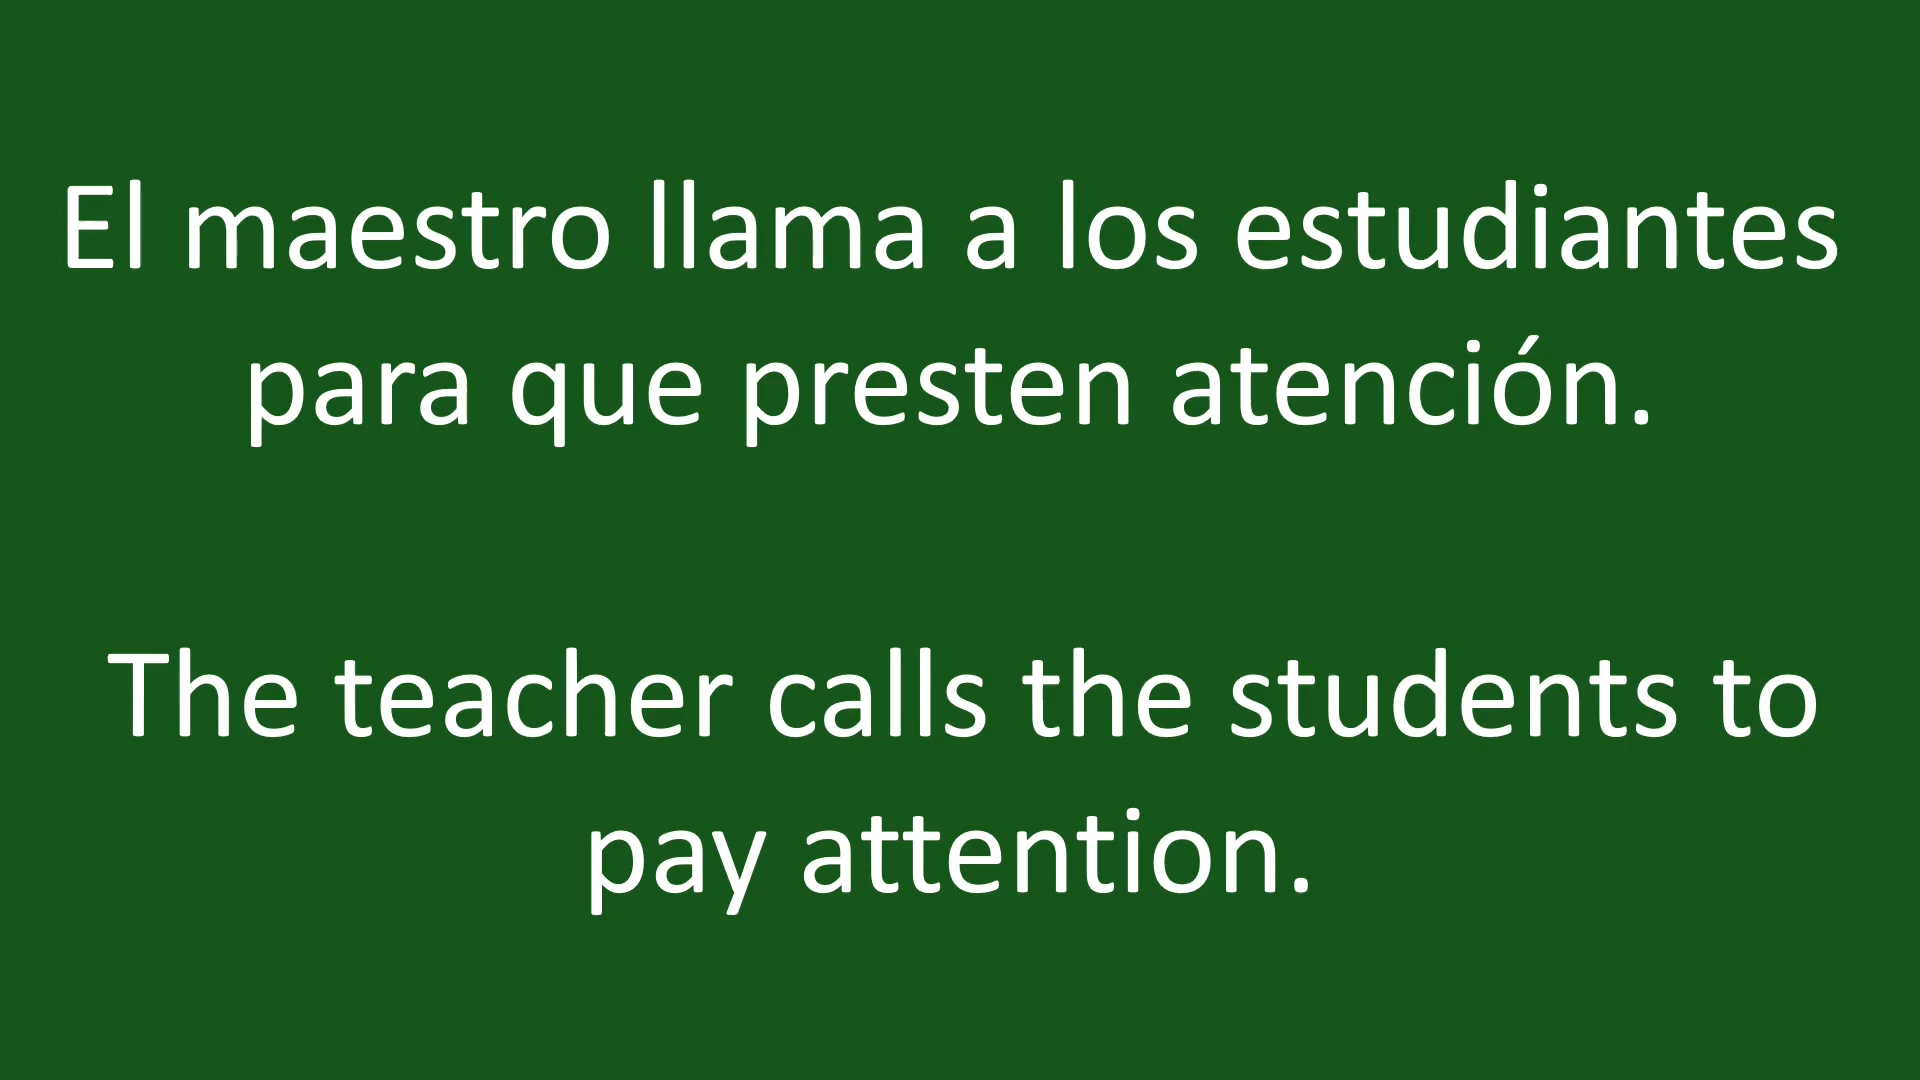 El maestro llama a los estudiantes
para que presten atención.
The teacher calls the students to
pay attention.